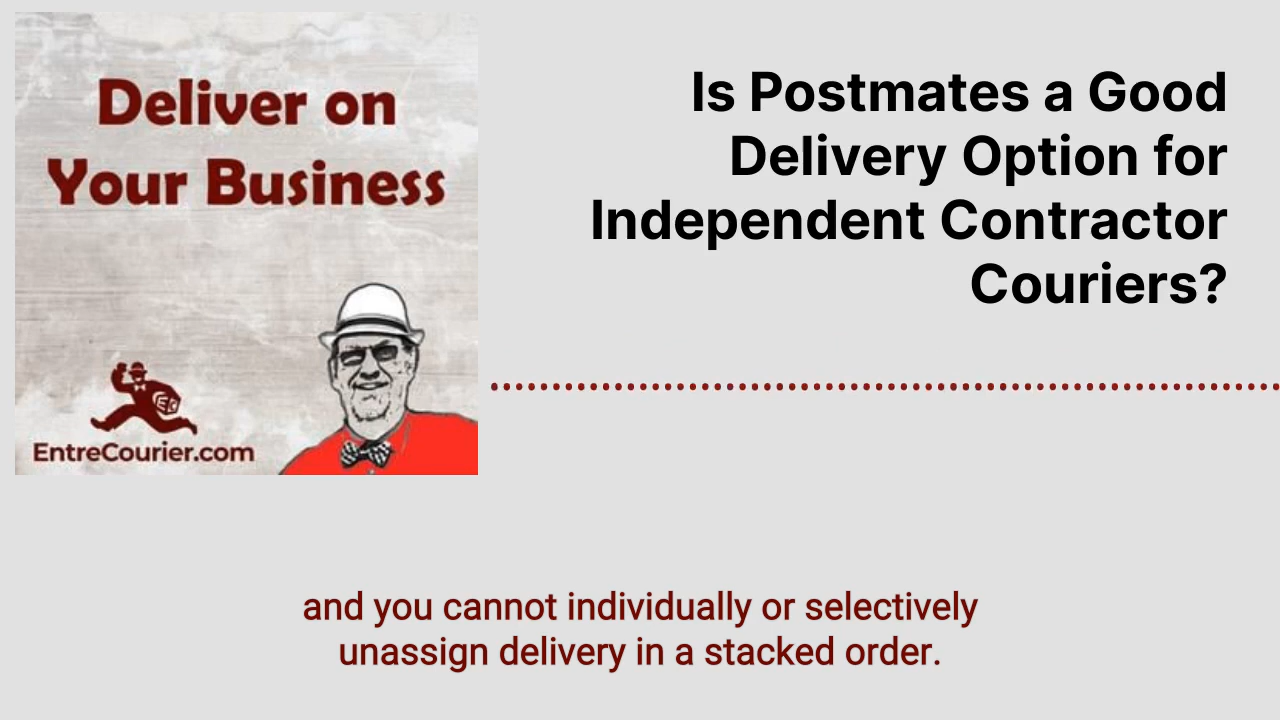 Deliver on
Your Business
EntreCourier.com
Is Postmates a Good
Delivery Option for
Independent Contractor
Couriers?
and you cannot individually or selectively
unassign delivery in a stacked order.